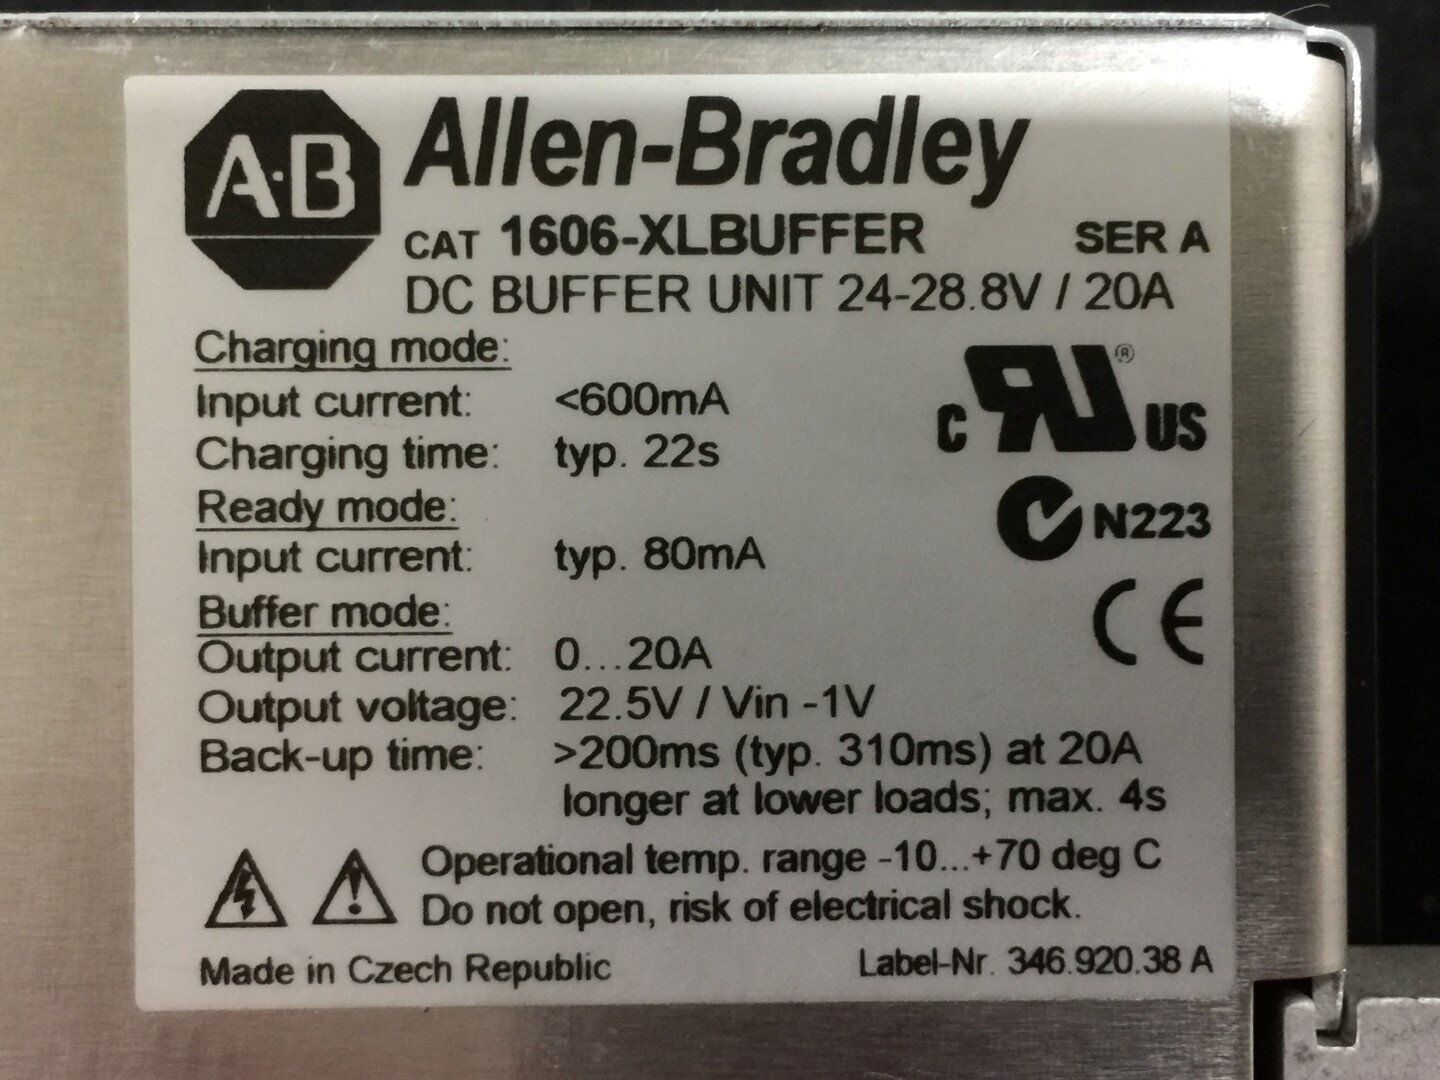 A·B Allen-Bradley
CAT 1606-XLBUFFER SER A
DC BUFFER UNIT 24-28.8V / 20A
Charging mode:
Input current: <600mA
Charging time: typ. 22s
Ready mode:
Input current: typ. 80mA
Buffer mode:
Output current: 0...20A
Output voltage: 22.5V / Vin -1V
Back-up time: >200ms (typ. 310ms) at 20A
longer at lower loads; max. 4s
C RU® US
N223
CE
Operational temp. range -10...+70 deg C
Do not open, risk of electrical shock.
Made in Czech Republic Label-Nr. 346.920.38 A